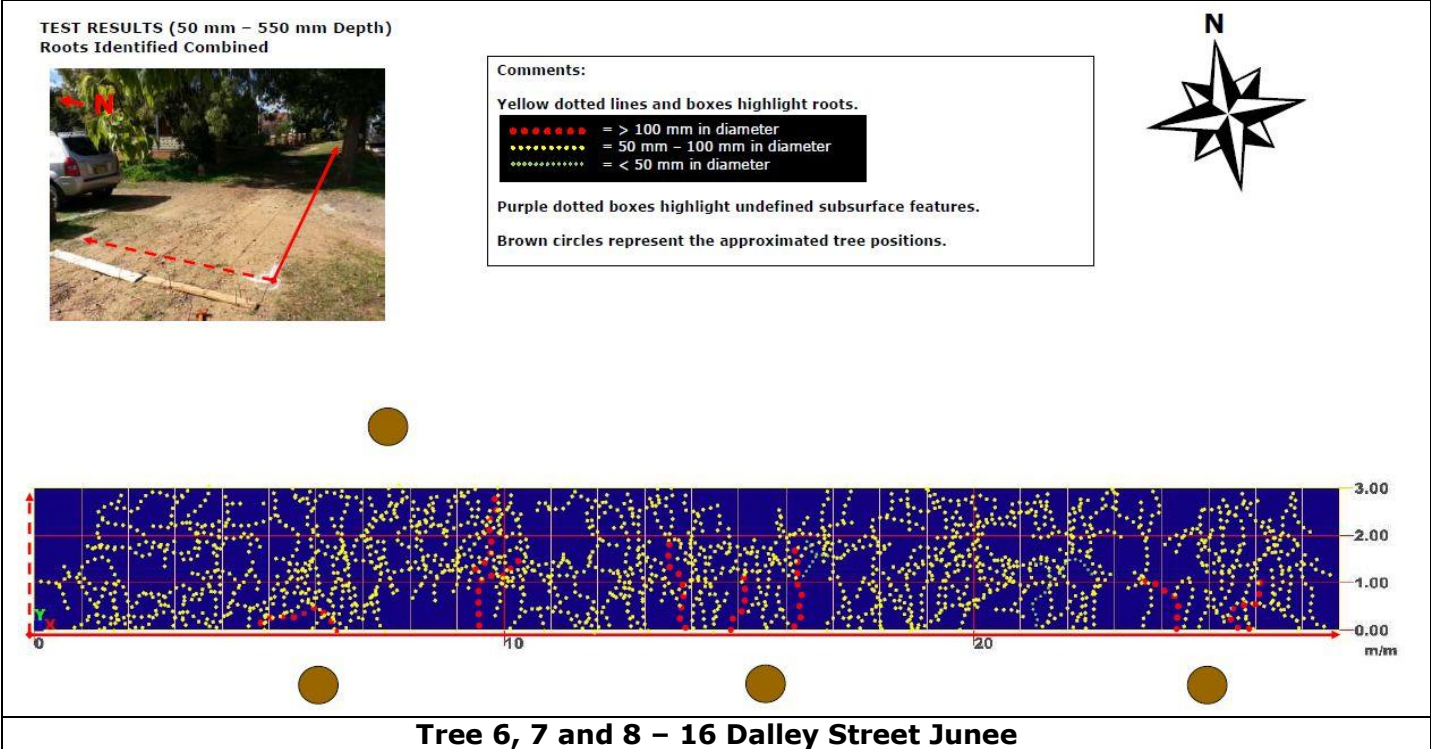 TEST RESULTS (50 mm – 550 mm Depth)
Roots Identified Combined
N
N
Comments:
Yellow dotted lines and boxes highlight roots.
= > 100 mm in diameter
= 50 mm – 100 mm in diameter
= < 50 mm in diameter
Purple dotted boxes highlight undefined subsurface features.
Brown circles represent the approximated tree positions.
3.00
2.00
1.00
0.00
Y
X
0
10
20
m/m
Tree 6, 7 and 8 – 16 Dalley Street Junee